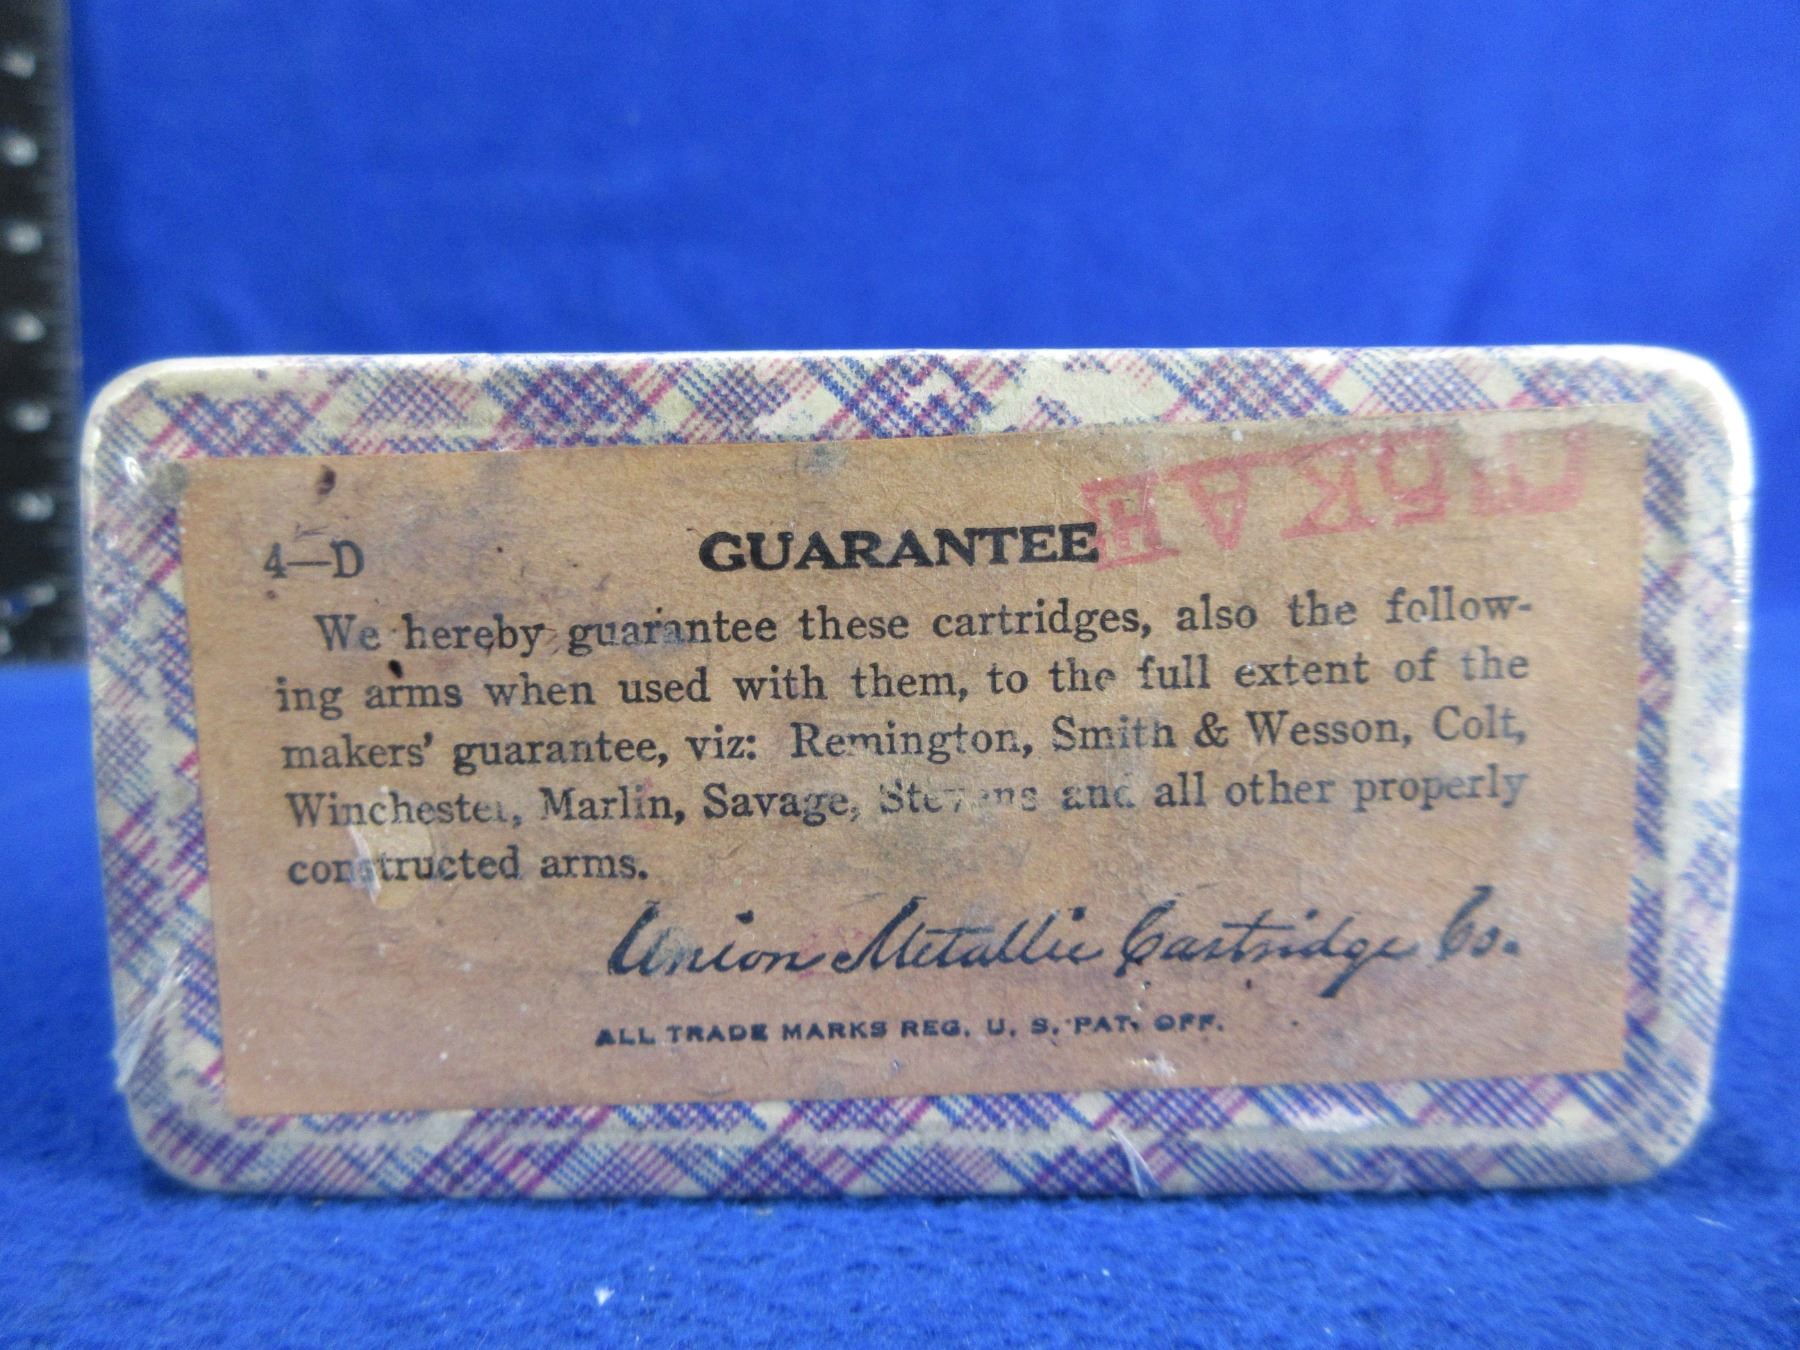 4—D
GUARANTEE
We hereby guarantee these cartridges, also the follow-
ing arms when used with them, to the full extent of the
makers' guarantee, viz: Remington, Smith & Wesson, Colt,
Winchester, Marlin, Savage, Stevens and all other properly
constructed arms.
Union Metallic Cartridge Co.
ALL TRADE MARKS REG. U. S. PAT. OFF.